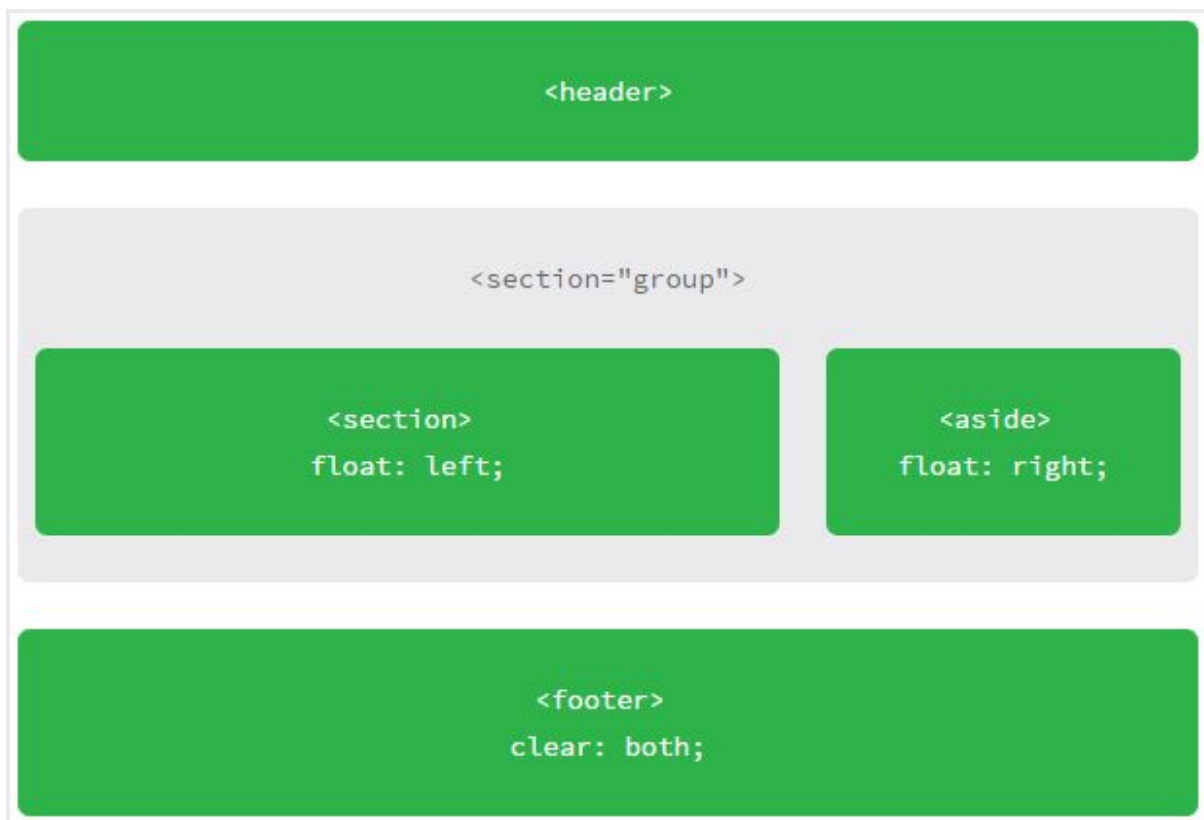 <header>
<section="group">
<section>
float: left;
<aside>
float: right;
<footer>
clear: both;